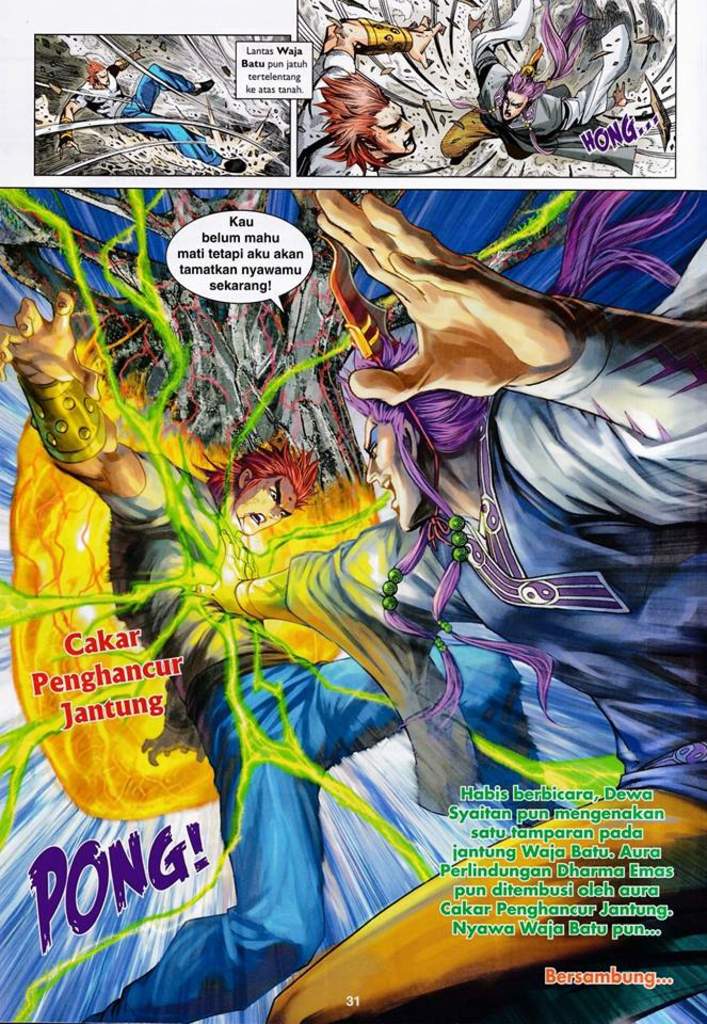 Lantas Waja
Batu pun jatuh
tertelentang
ke atas tanah.
HONG...
Kau
belum mahu
mati tetapi aku akan
tamatkan nyawamu
sekarang!
Cakar
Penghancur
Jantung
PONG!
Habis berbicara, Dewa
Syaitan pun mengenakan
satu tamparan pada
jantung Waja Batu. Aura
Perlindungan Dharma Emas
pun ditembusi oleh aura
Cakar Penghancur Jantung.
Nyawa Waja Batu pun...
Bersambung...
31